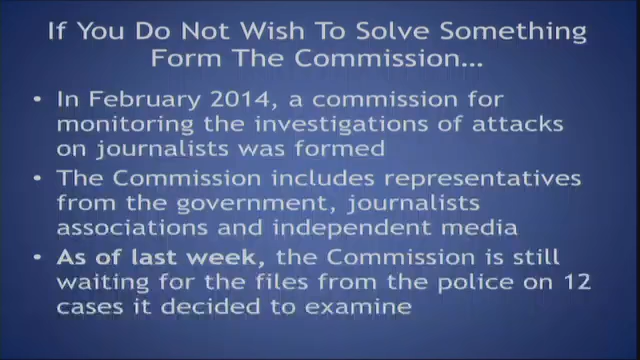 If You Do Not Wish To Solve Something
Form The Commission...
• In February 2014, a commission for
monitoring the investigations of attacks
on journalists was formed
• The Commission includes representatives
from the government, journalists
associations and independent media
• As of last week, the Commission is still
waiting for the files from the police on 12
cases it decided to examine